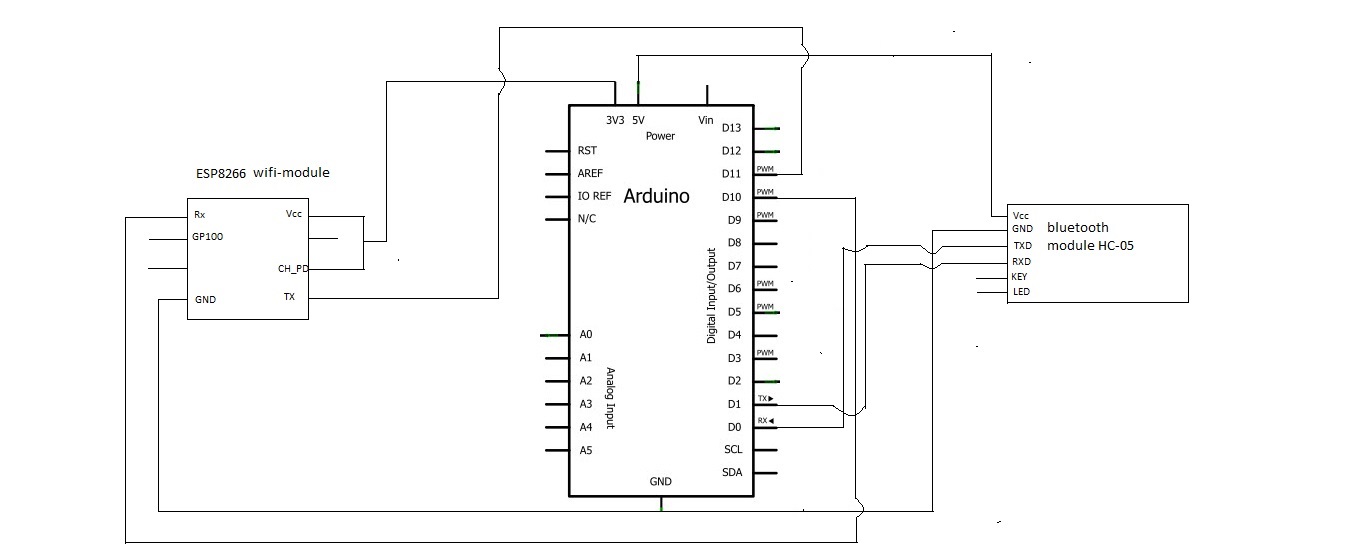 ESP8266 wifi-module
Rx
GP100
GND
Vcc
CH_PD
TX
3V3 5V Vin
Power
RST
AREF
IO REF
N/C
Arduino
A0
A1
A2
A3
A4
A5
Analog Input
D13
D12
D11 PWM
D10 PWM
D9 PWM
D8
D7
D6 PWM
D5 PWM
D4
D3 PWM
D2
D1 TX
D0 RX
SCL
SDA
Digital Input/Output
GND
Vcc
GND
TXD
RXD
KEY
LED
bluetooth
module HC-05